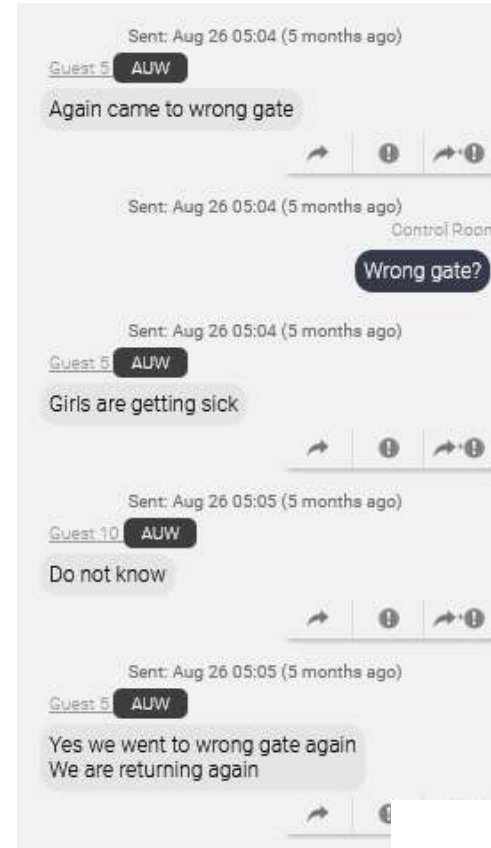 Sent: Aug 26 05:04 (5 months ago)
Guest 5 AUW
Again came to wrong gate
Sent: Aug 26 05:04 (5 months ago)
Control Room
Wrong gate?
Sent: Aug 26 05:04 (5 months ago)
Guest 5 AUW
Girls are getting sick
Sent: Aug 26 05:05 (5 months ago)
Guest 10 AUW
Do not know
Sent: Aug 26 05:05 (5 months ago)
Guest 5 AUW
Yes we went to wrong gate again
We are returning again